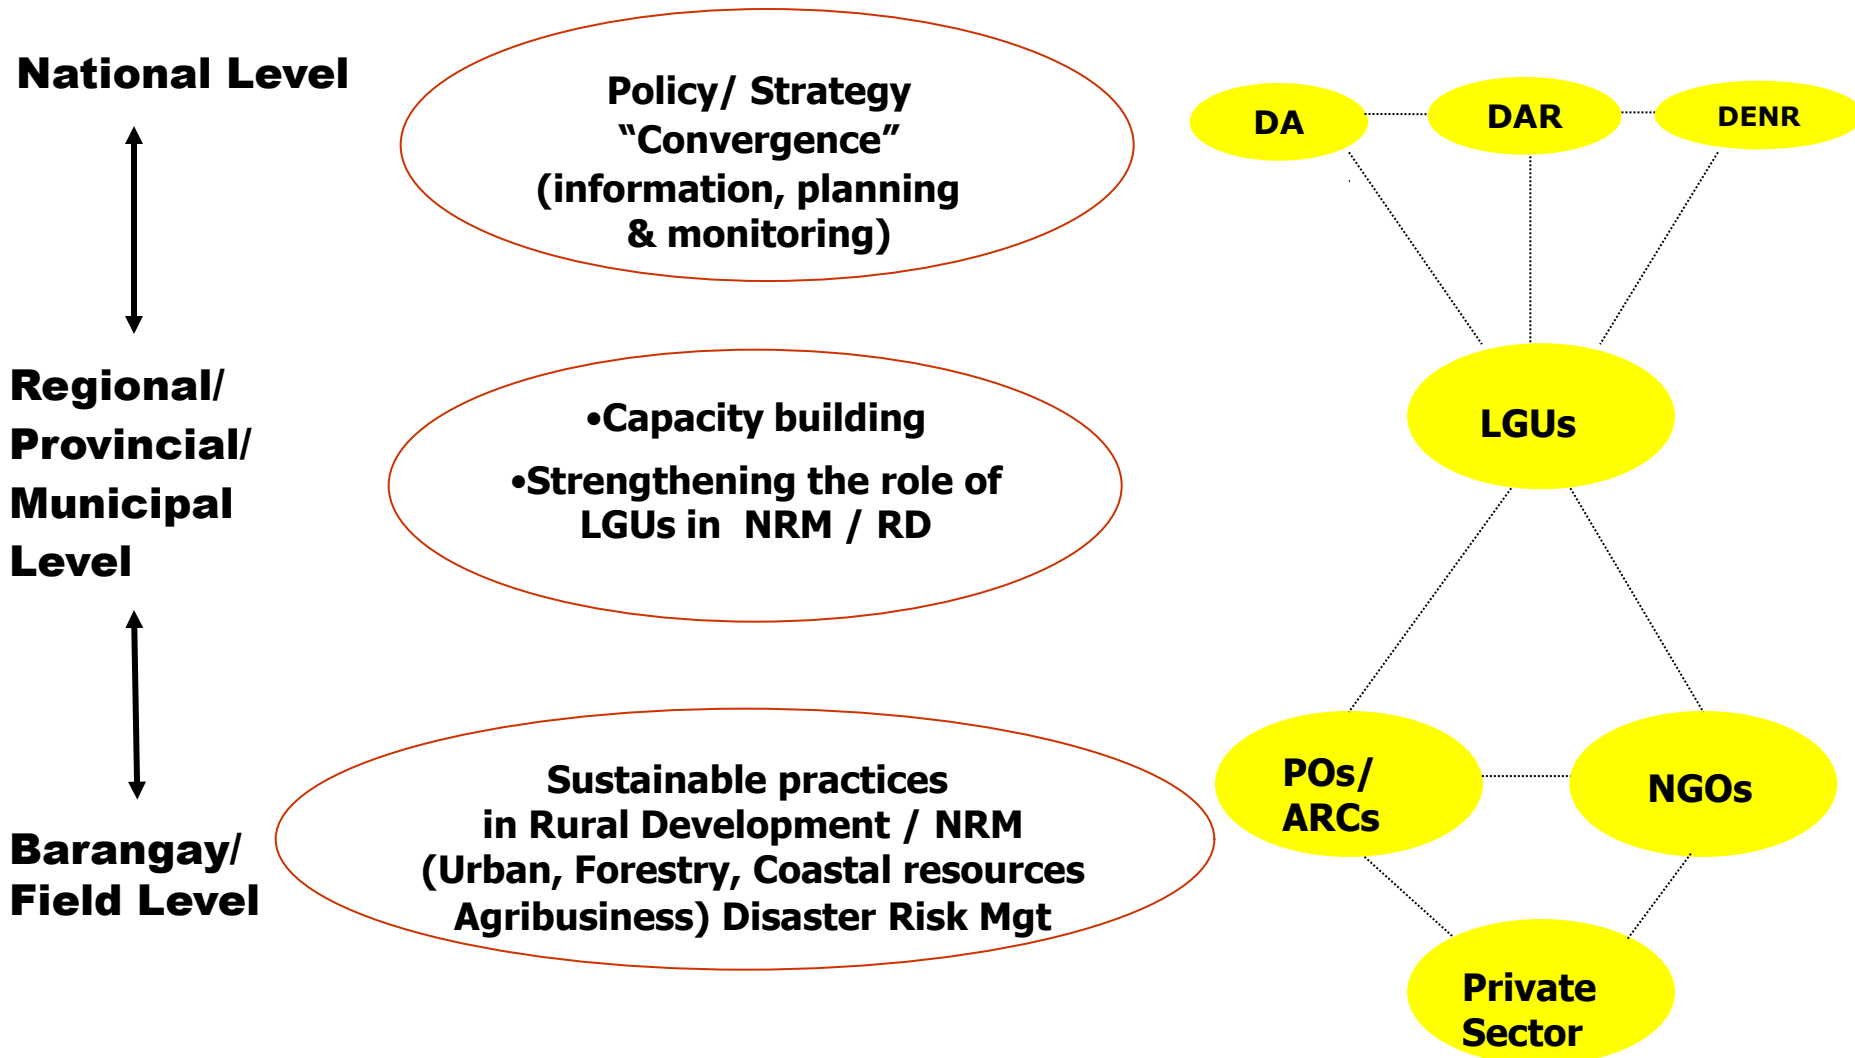 National Level
Policy/ Strategy
“Convergence”
(information, planning
& monitoring)
DA
DAR
DENR
Regional/
Provincial/
Municipal
Level
•Capacity building
•Strengthening the role of
LGUs in NRM / RD
LGUs
Barangay/
Field Level
Sustainable practices
in Rural Development / NRM
(Urban, Forestry, Coastal resources
Agribusiness) Disaster Risk Mgt
POs/
ARCs
NGOs
Private
Sector